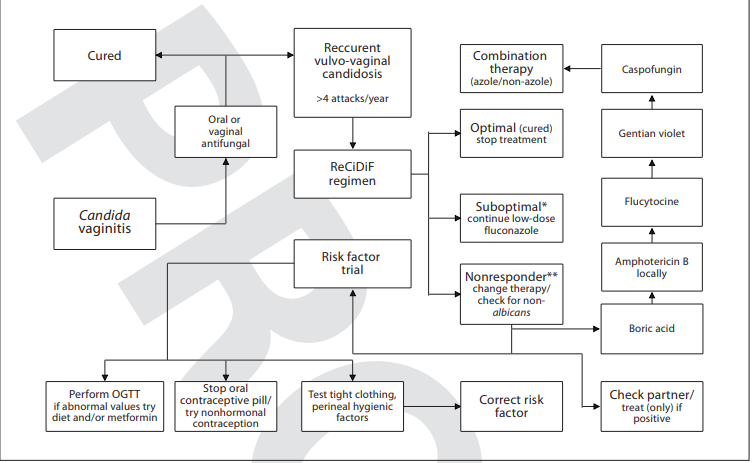 Cured
Reccurent
vulvo-vaginal
candidosis
>4 attacks/year
Combination
therapy
(azole/non-azole)
Caspofungin
Oral or
vaginal
antifungal
Optimal (cured)
stop treatment
Gentian violet
ReCiDiF
regimen
Candida
vaginitis
Suboptimal*
continue low-dose
fluconazole
Flucytocine
Risk factor
trial
Nonresponder**
change therapy/
check for non-
albicans
Amphotericin B
locally
Boric acid
Perform OGTT
if abnormal values try
diet and/or metformin
Stop oral
contraceptive pill/
try nonhormonal
contraception
Test tight clothing,
perineal hygienic
factors
Correct risk
factor
Check partner/
treat (only) if
positive